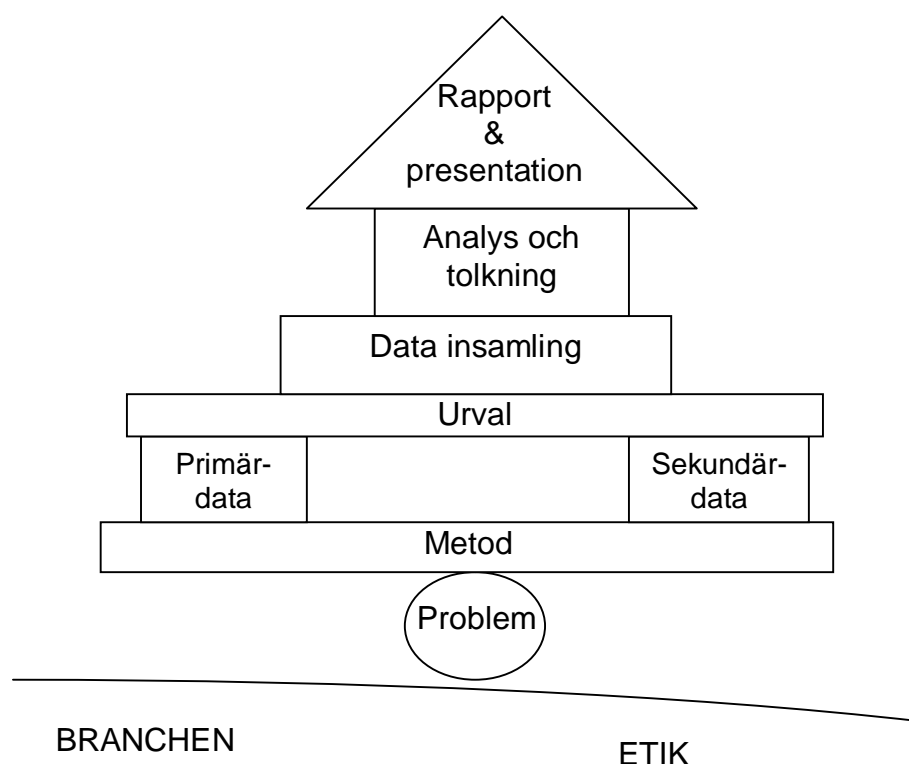 Rapport
&
presentation
Analys och
tolkning
Data insamling
Urval
Primär-
data
Sekundär-
data
Metod
Problem
BRANCHEN
ETIK